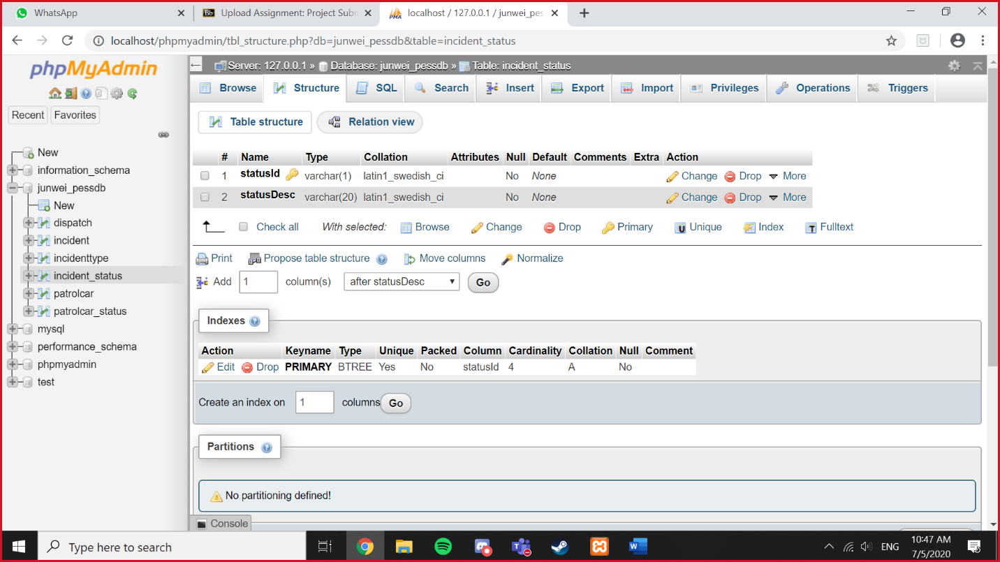 WhatsApp
Bb Upload Assignment: Project Subm
PMA localhost / 127.0.0.1 / junwei_pes
localhost/phpmyadmin/tbl_structure.php?db=junwei_pessdb&table=incident_status
phpMyAdmin
Recent Favorites
New
information_schema
junwei_pessdb
New
dispatch
incident
incidenttype
incident_status
patrolcar
patrolcar_status
mysql
performance_schema
phpmyadmin
test
Server: 127.0.0.1 » Database: junwei_pessdb » Table: incident_status
Browse Structure SQL Search Insert Export Import Privileges Operations Triggers
Table structure Relation view
# Name Type Collation Attributes Null Default Comments Extra Action
1 statusId varchar(1) latin1_swedish_ci No None Change Drop More
2 statusDesc varchar(20) latin1_swedish_ci No None Change Drop More
Check all With selected: Browse Change Drop Primary Unique Index Fulltext
Print Propose table structure Move columns Normalize
Add 1 column(s) after statusDesc Go
Indexes
Action Keyname Type Unique Packed Column Cardinality Collation Null Comment
Edit Drop PRIMARY BTREE Yes No statusId 4 A No
Create an index on 1 columns Go
Partitions
No partitioning defined!
Console
Type here to search
ENG
10:47 AM
7/5/2020